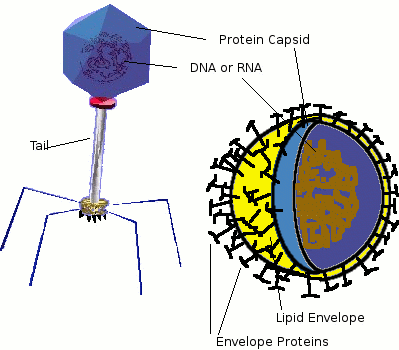 Protein Capsid
DNA or RNA
Tail
Lipid Envelope
Envelope Proteins